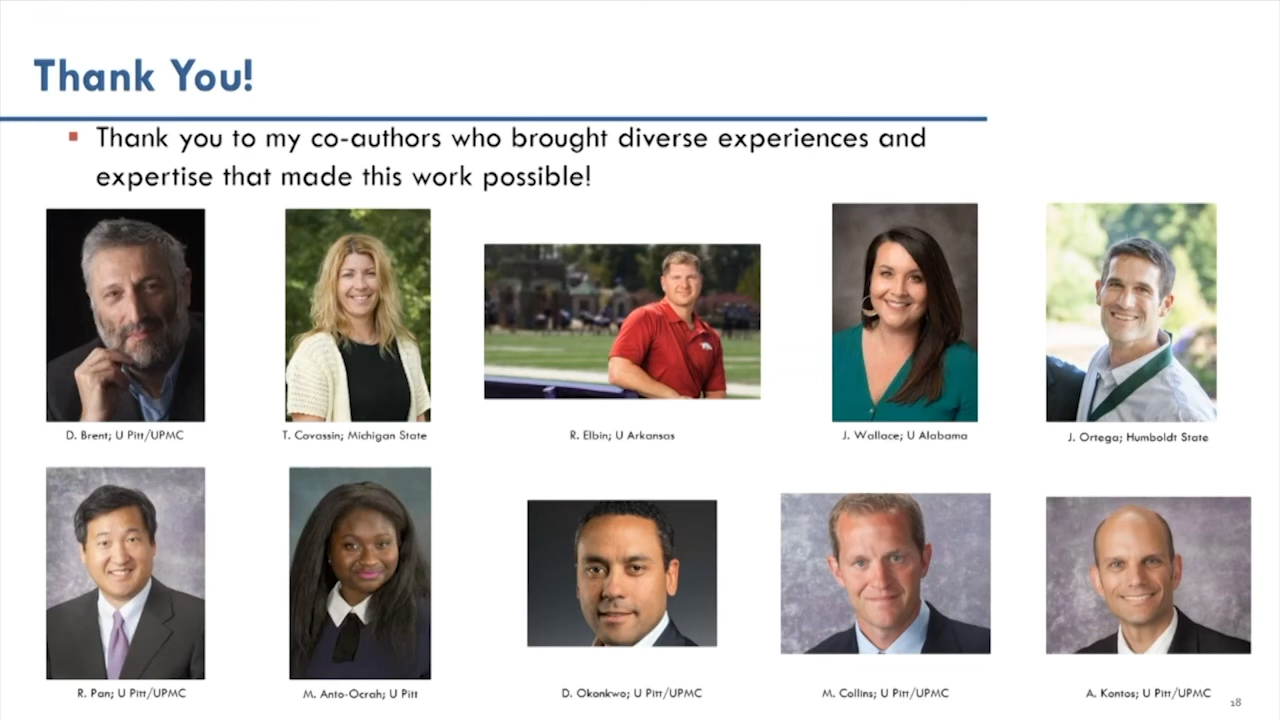 Thank You!
Thank you to my co-authors who brought diverse experiences and
expertise that made this work possible!
D. Brent; U Pitt/UPMC
T. Covassin; Michigan State
R. Elbin; U Arkansas
J. Wallace; U Alabama
J. Ortega; Humboldt State
R. Pan; U Pitt/UPMC
M. Anto-Ocrah; U Pitt
D. Okonkwo; U Pitt/UPMC
M. Collins; U Pitt/UPMC
A. Kontos; U Pitt/UPMC
18